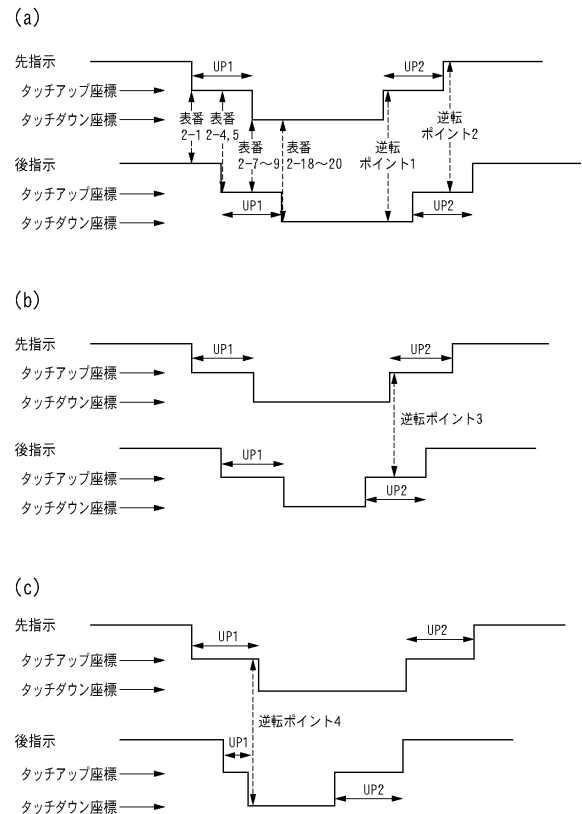 (a)
先指示
UP1
UP2
タッチアップ座標
タッチダウン座標
表番
2-1
表番
2-4,5
表番
2-7～9
表番
2-18～20
逆転
ポイント1
逆転
ポイント2
後指示
タッチアップ座標
UP1
UP2
タッチダウン座標
(b)
先指示
UP1
UP2
タッチアップ座標
タッチダウン座標
逆転ポイント3
後指示
UP1
タッチアップ座標
UP2
タッチダウン座標
(c)
先指示
UP1
UP2
タッチアップ座標
タッチダウン座標
逆転ポイント4
後指示
UP1
タッチアップ座標
UP2
タッチダウン座標